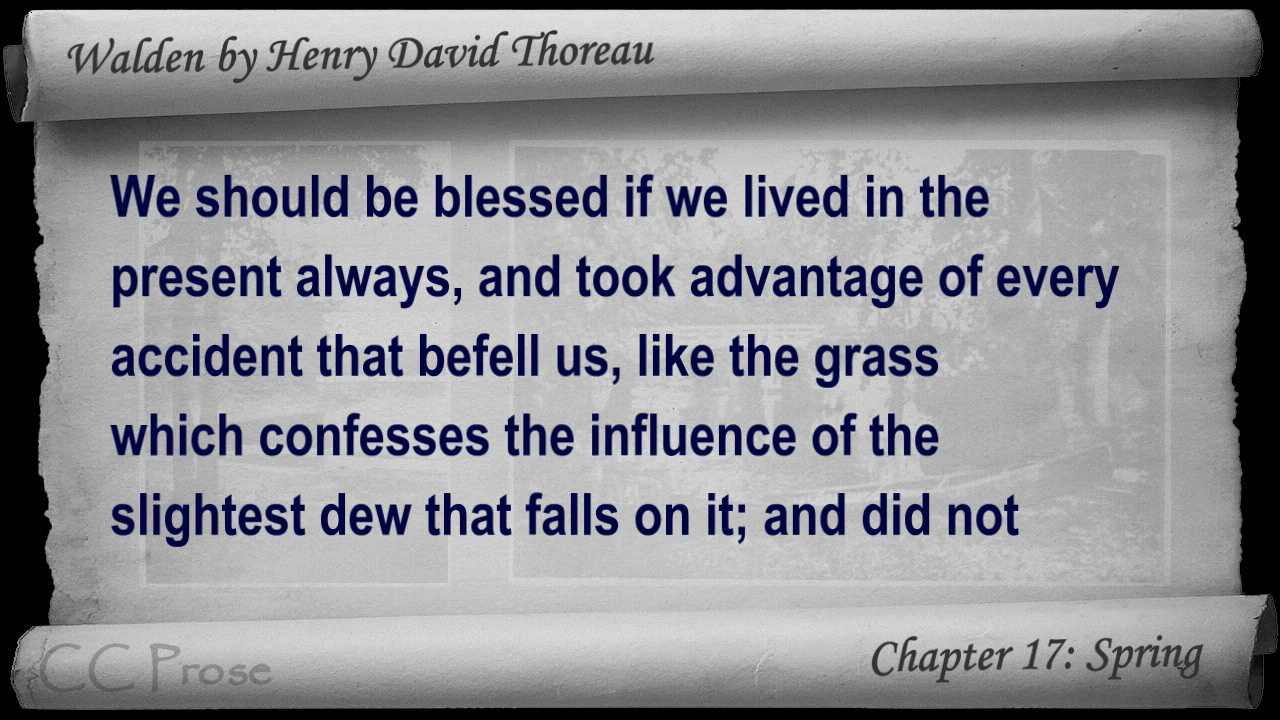 Walden by Henry David Thoreau
We should be blessed if we lived in the
present always, and took advantage of every
accident that befell us, like the grass
which confesses the influence of the
slightest dew that falls on it; and did not
CC Prose
Chapter 17: Spring